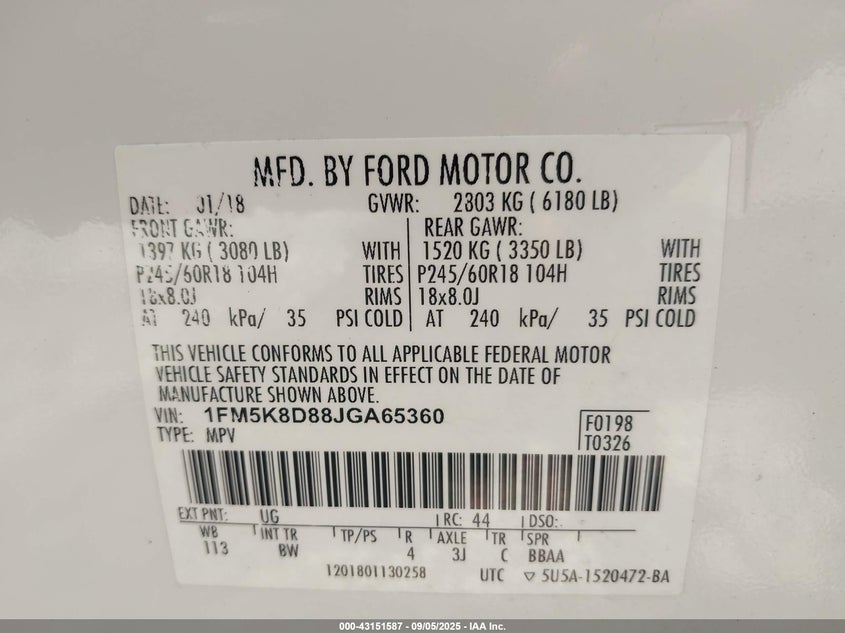 MFD. BY FORD MOTOR CO.
DATE: 01/18 GVWR: 2303 KG ( 6180 LB)
FRONT GAWR: REAR GAWR:
1397 KG ( 3080 LB) WITH 1520 KG ( 3350 LB) WITH
P245/60R18 104H TIRES P245/60R18 104H TIRES
18x8.0J RIMS 18x8.0J RIMS
AT 240 kPa/ 35 PSI COLD AT 240 kPa/ 35 PSI COLD
THIS VEHICLE CONFORMS TO ALL APPLICABLE FEDERAL MOTOR
VEHICLE SAFETY STANDARDS IN EFFECT ON THE DATE OF
MANUFACTURE SHOWN ABOVE.
VIN: 1FM5K8D88JGA65360 F0198
TYPE: MPV T0326
EXT PNT: UG RC: 44 DSO:
WB INT TR TP/PS R AXLE TR SPR
113 BW 4 3J C BBAA
1201801130258 UTC ▽ 5U5A-1520472-BA
000-43151587 - 09/05/2025 - IAA Inc.